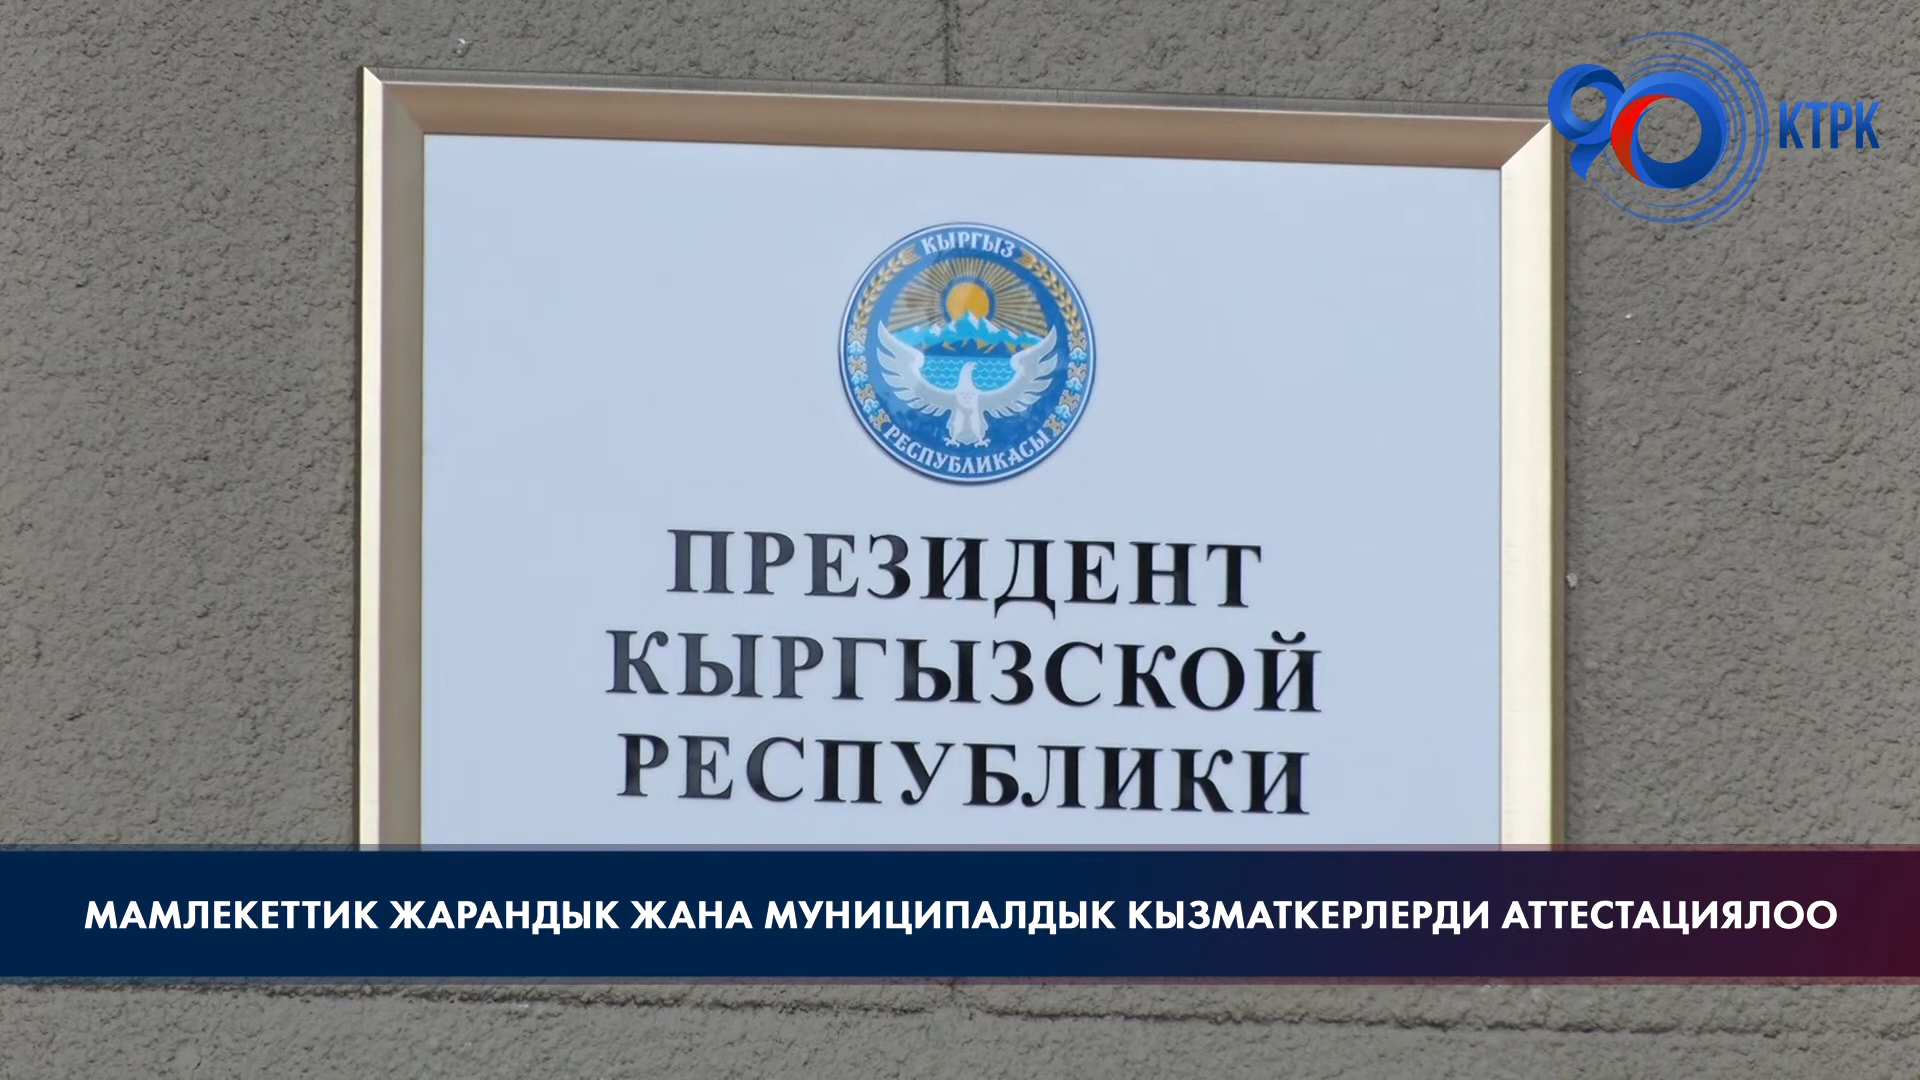 90 КТРК
КЫРГЫЗ
РЕСПУБЛИКАСЫ
ПРЕЗИДЕНТ
КЫРГЫЗСКОЙ
РЕСПУБЛИКИ
МАМЛЕКЕТТИК ЖАРАНДЫК ЖАНА МУНИЦИПАЛДЫК КЫЗМАТКЕРЛЕРДИ АТТЕСТАЦИЯЛОО